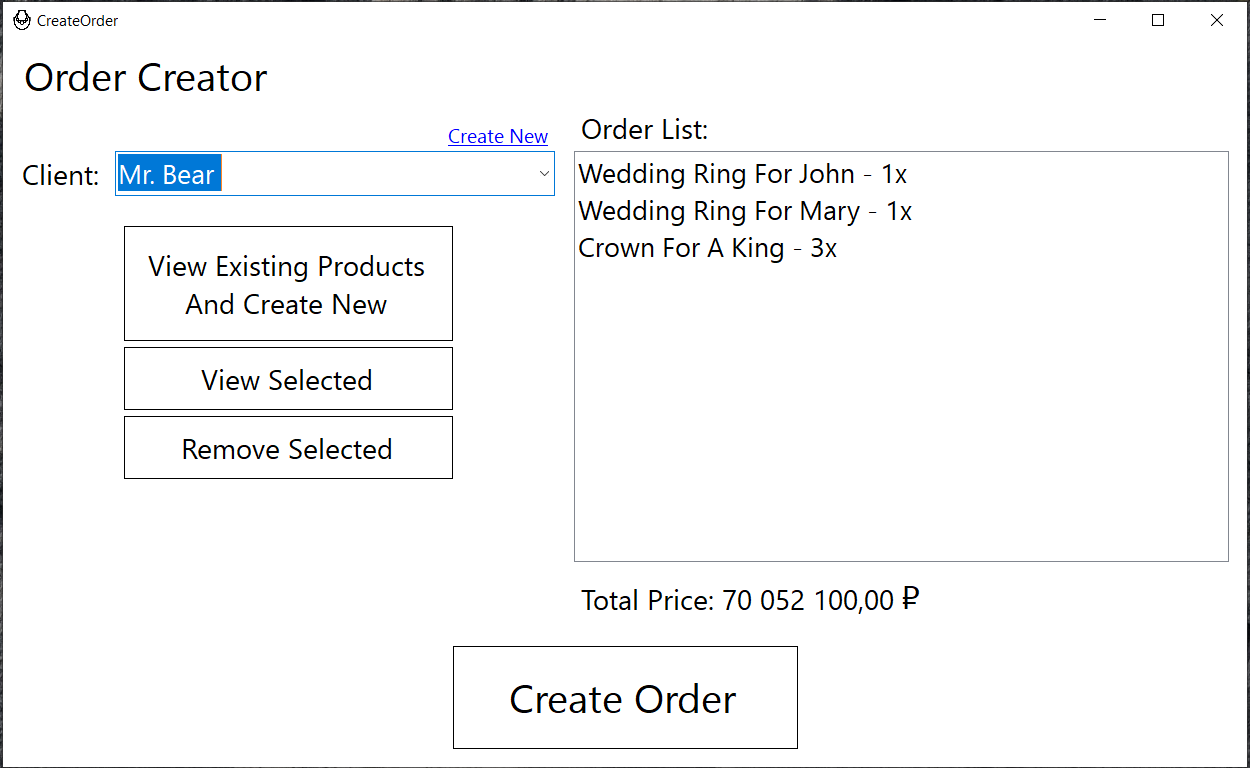 CreateOrder
Order Creator
Create New
Client:
Mr. Bear
View Existing Products
And Create New
View Selected
Remove Selected
Order List:
Wedding Ring For John - 1x
Wedding Ring For Mary - 1x
Crown For A King - 3x
Total Price: 70 052 100,00 ₽
Create Order